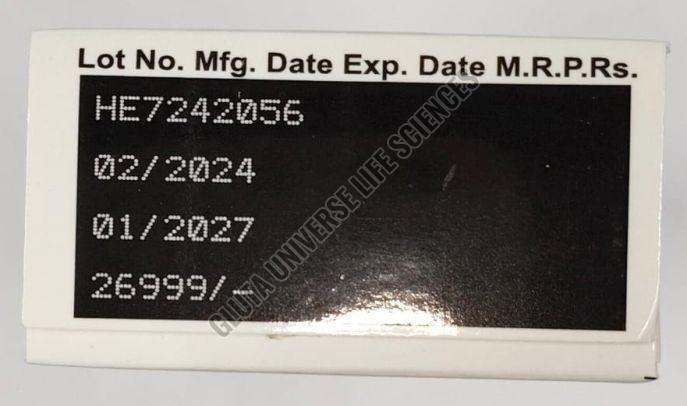 Lot No. Mfg. Date Exp. Date M.R.P.Rs.
HE7242056
02/2024
01/2027
26999/-
GLUTA UNIVERSE LIFE SCIENCES